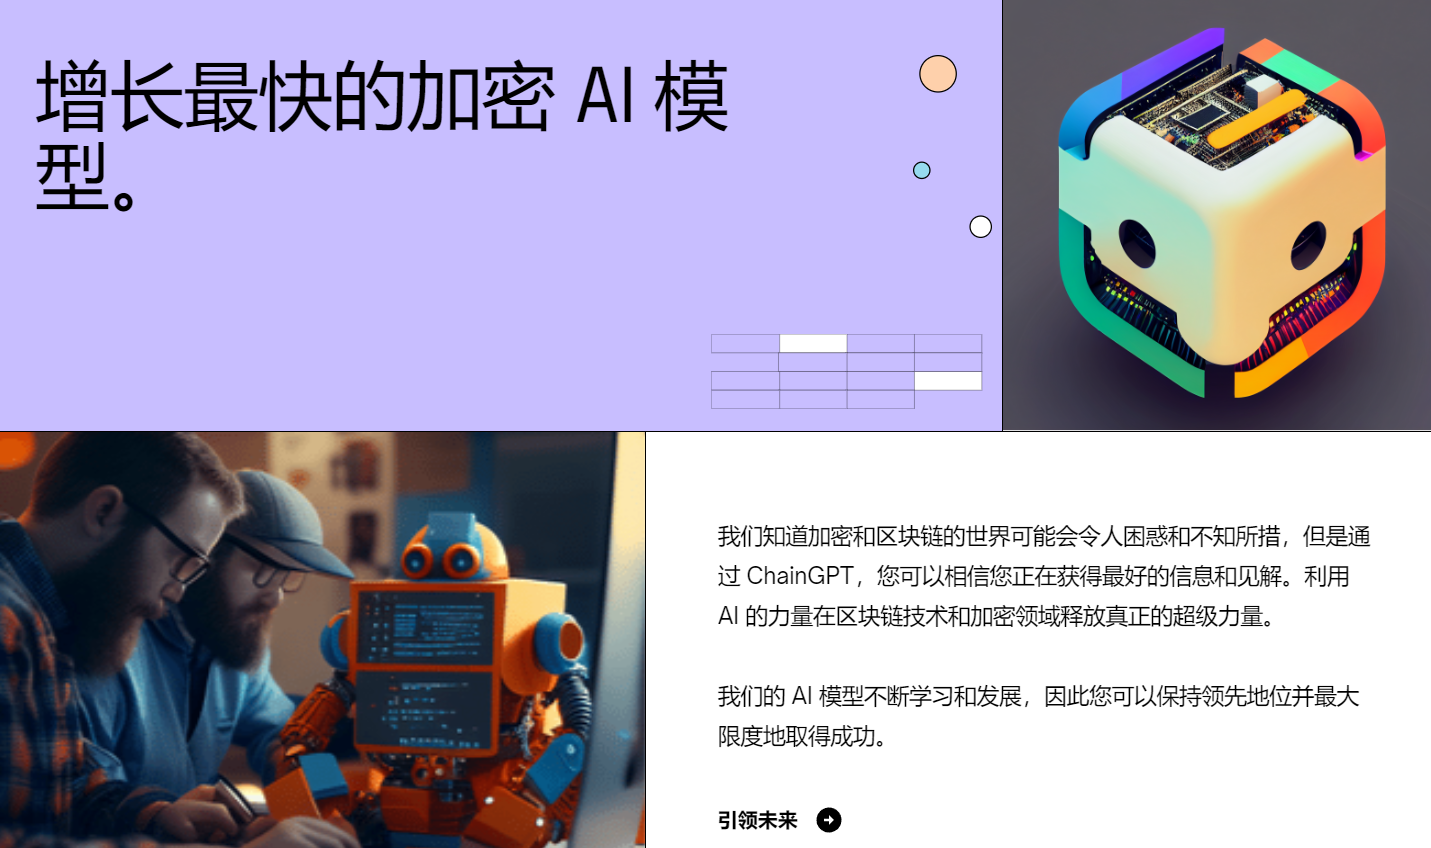 增长最快的加密 AI 模
型。
我们知道加密和区块链的世界可能会令人困惑和不知所措，但是通
过 ChainGPT，您可以相信您正在获得最好的信息和见解。利用
AI 的力量在区块链技术和加密领域释放真正的超级力量。
我们的 AI 模型不断学习和发展，因此您可以保持领先地位并最大
限度地取得成功。
引领未来